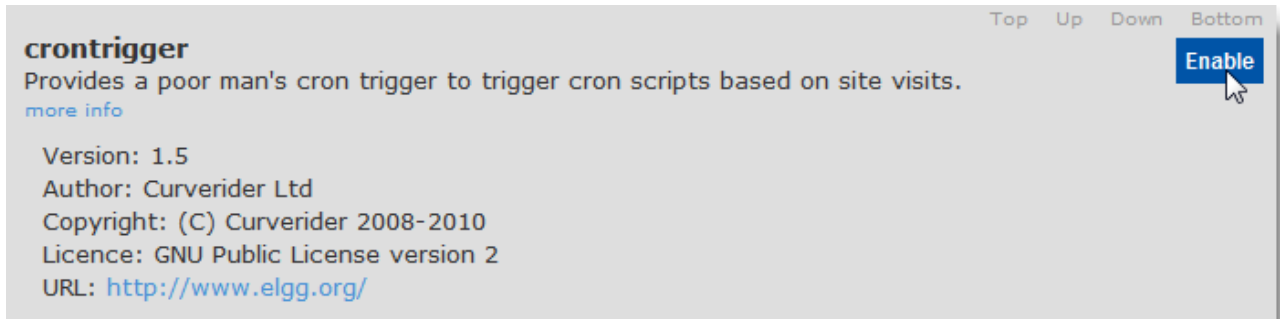 Top Up Down Bottom
crontrigger
Enable
Provides a poor man's cron trigger to trigger cron scripts based on site visits.
more info
Version: 1.5
Author: Curverider Ltd
Copyright: (C) Curverider 2008-2010
Licence: GNU Public License version 2
URL: http://www.elgg.org/